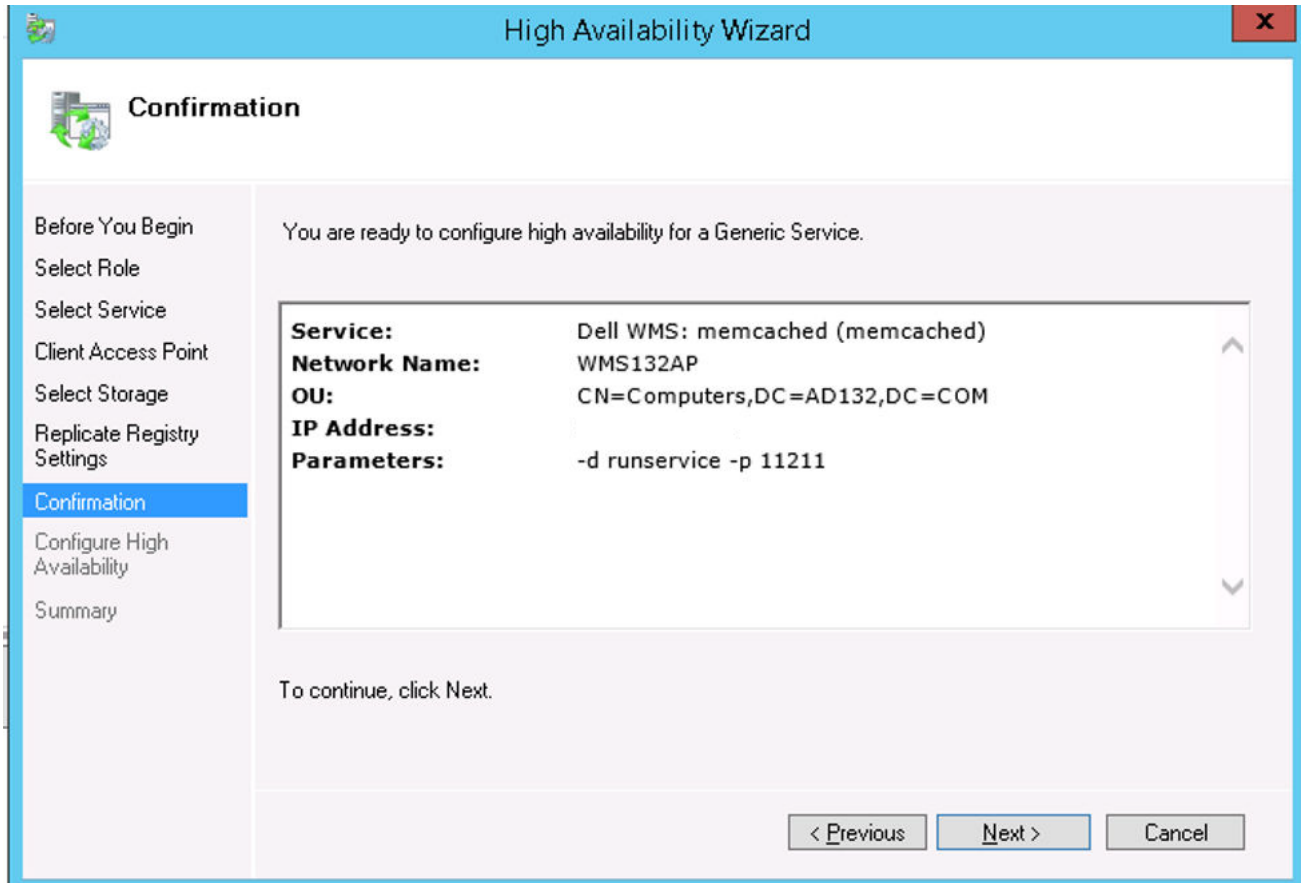 High Availability Wizard
x
Confirmation
Before You Begin
Select Role
Select Service
Client Access Point
Select Storage
Replicate Registry
Settings
Confirmation
Configure High
Availability
Summary
You are ready to configure high availability for a Generic Service.
Service: Dell WMS: memcached (memcached)
Network Name: WMS132AP
OU: CN=Computers,DC=AD132,DC=COM
IP Address:
Parameters: -d runservice -p 11211
To continue, click Next.
< Previous Next > Cancel